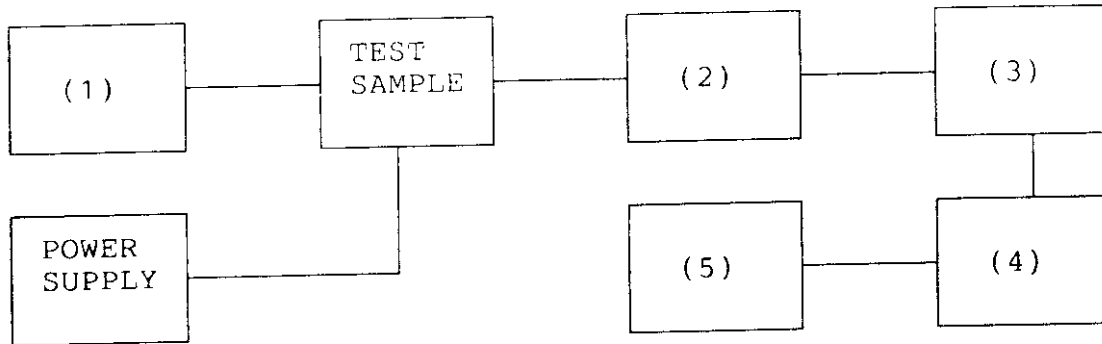 (1)
TEST
SAMPLE
(2)
(3)
POWER
SUPPLY
(5)
(4)